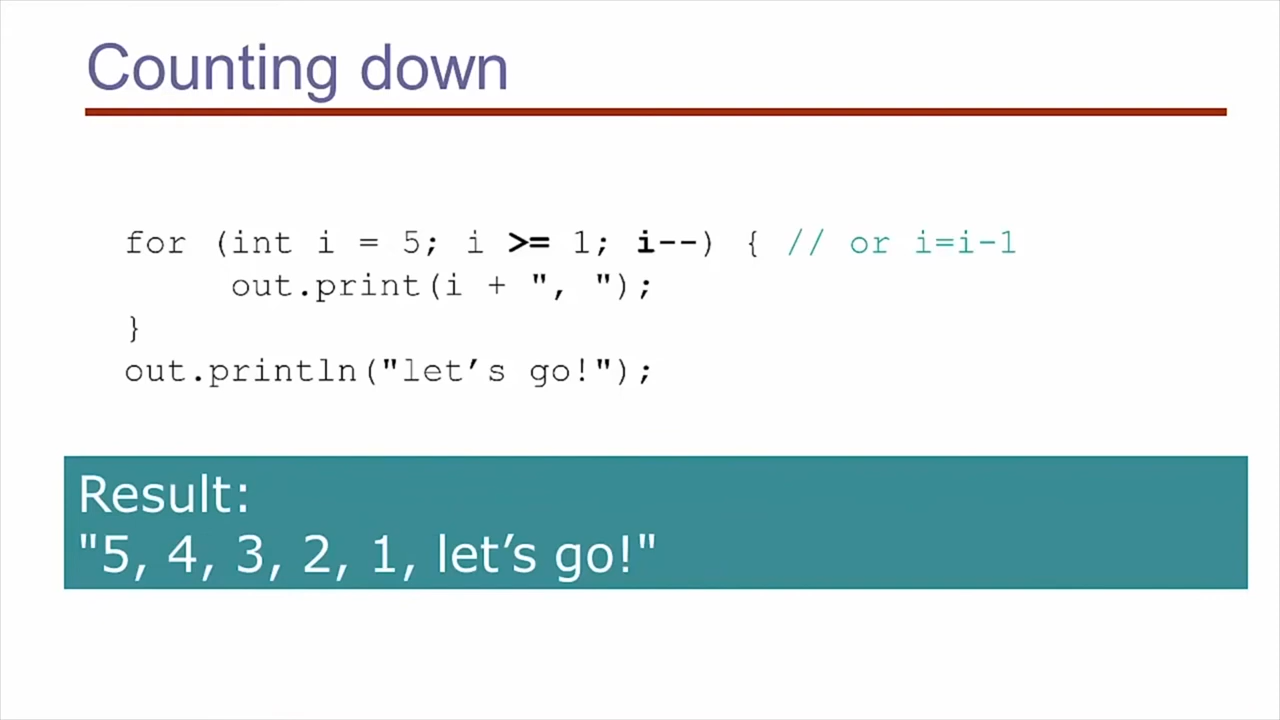 Counting down
for (int i = 5; i >= 1; i--) { // or i=i-1
out.print(i + ", ");
}
out.println("let’s go!");
Result:
"5, 4, 3, 2, 1, let’s go!"